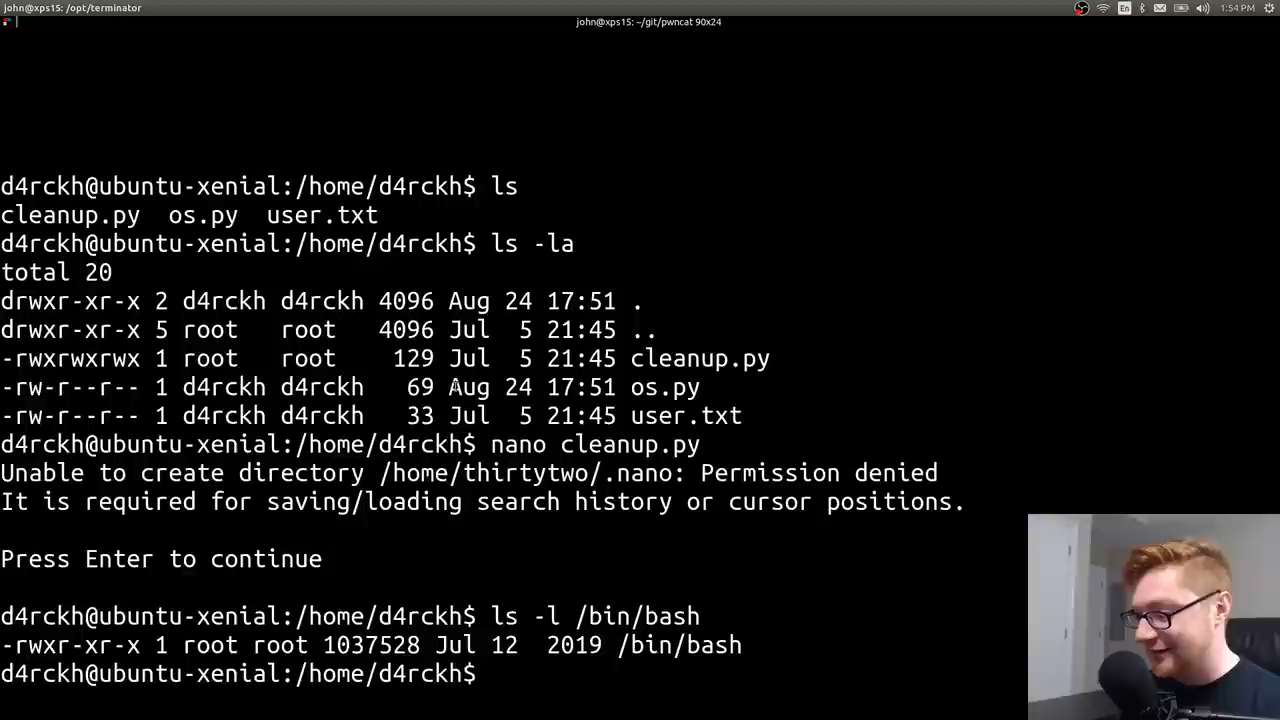 john@xps15: /opt/terminator
En
1:54 PM
john@xps15: ~/git/pwncat 90x24
d4rckh@ubuntu-xenial:/home/d4rckh$ ls
cleanup.py  os.py  user.txt
d4rckh@ubuntu-xenial:/home/d4rckh$ ls -la
total 20
drwxr-xr-x 2 d4rckh d4rckh 4096 Aug 24 17:51 .
drwxr-xr-x 5 root   root   4096 Jul  5 21:45 ..
-rwxrwxrwx 1 root   root    129 Jul  5 21:45 cleanup.py
-rw-r--r-- 1 d4rckh d4rckh   69 Aug 24 17:51 os.py
-rw-r--r-- 1 d4rckh d4rckh   33 Jul  5 21:45 user.txt
d4rckh@ubuntu-xenial:/home/d4rckh$ nano cleanup.py
Unable to create directory /home/thirtytwo/.nano: Permission denied
It is required for saving/loading search history or cursor positions.
Press Enter to continue
d4rckh@ubuntu-xenial:/home/d4rckh$ ls -l /bin/bash
-rwxr-xr-x 1 root root 1037528 Jul 12  2019 /bin/bash
d4rckh@ubuntu-xenial:/home/d4rckh$